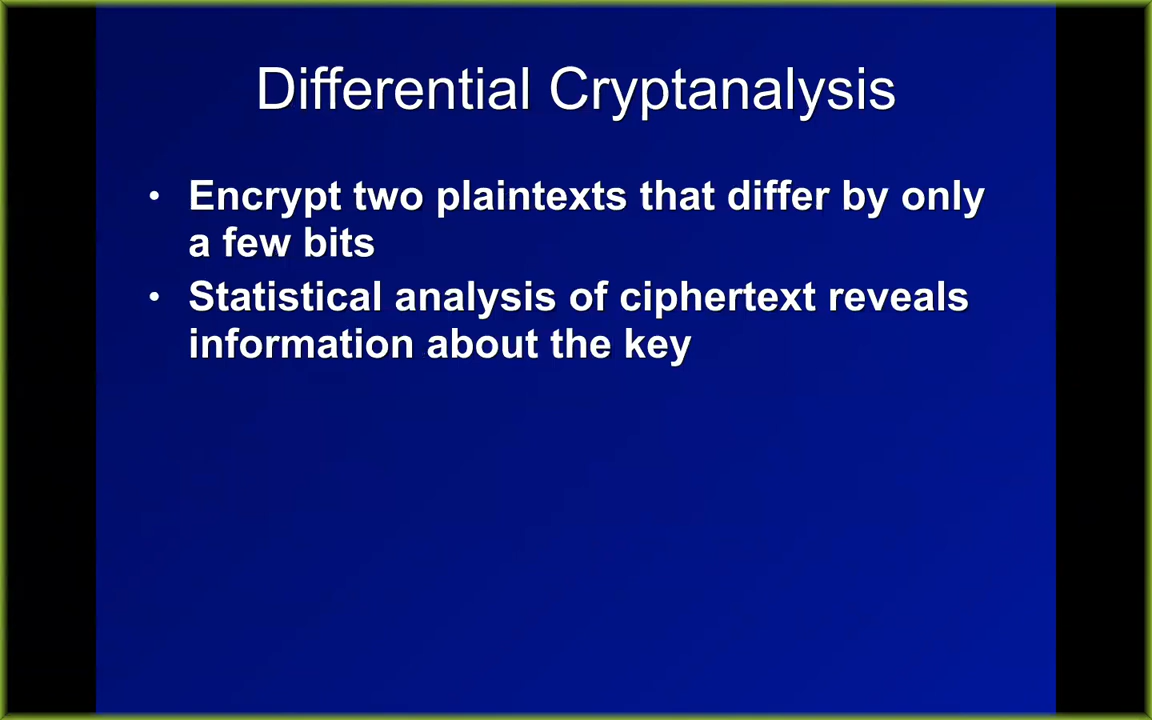 Differential Cryptanalysis
• Encrypt two plaintexts that differ by only
a few bits
• Statistical analysis of ciphertext reveals
information about the key